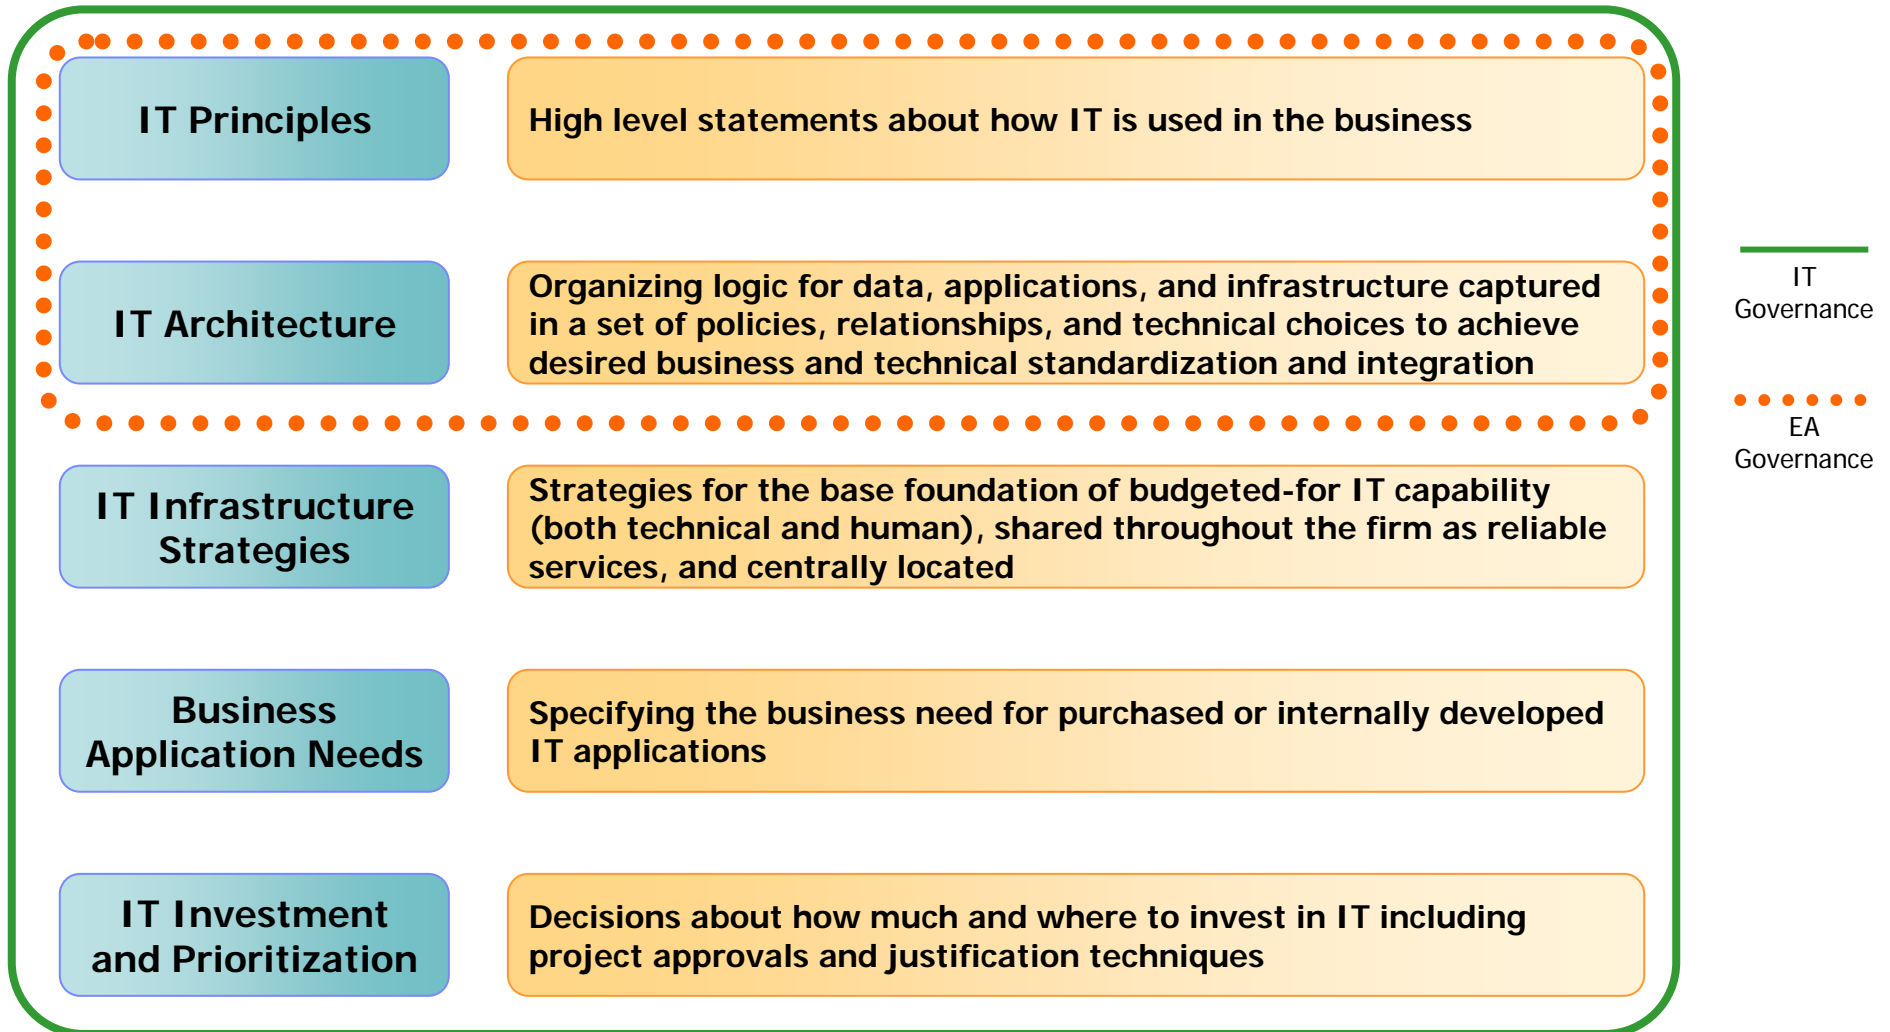 IT Principles
High level statements about how IT is used in the business
IT Architecture
Organizing logic for data, applications, and infrastructure captured
in a set of policies, relationships, and technical choices to achieve
desired business and technical standardization and integration
IT Infrastructure
Strategies
Strategies for the base foundation of budgeted-for IT capability
(both technical and human), shared throughout the firm as reliable
services, and centrally located
Business
Application Needs
Specifying the business need for purchased or internally developed
IT applications
IT Investment
and Prioritization
Decisions about how much and where to invest in IT including
project approvals and justification techniques
IT
Governance
EA
Governance